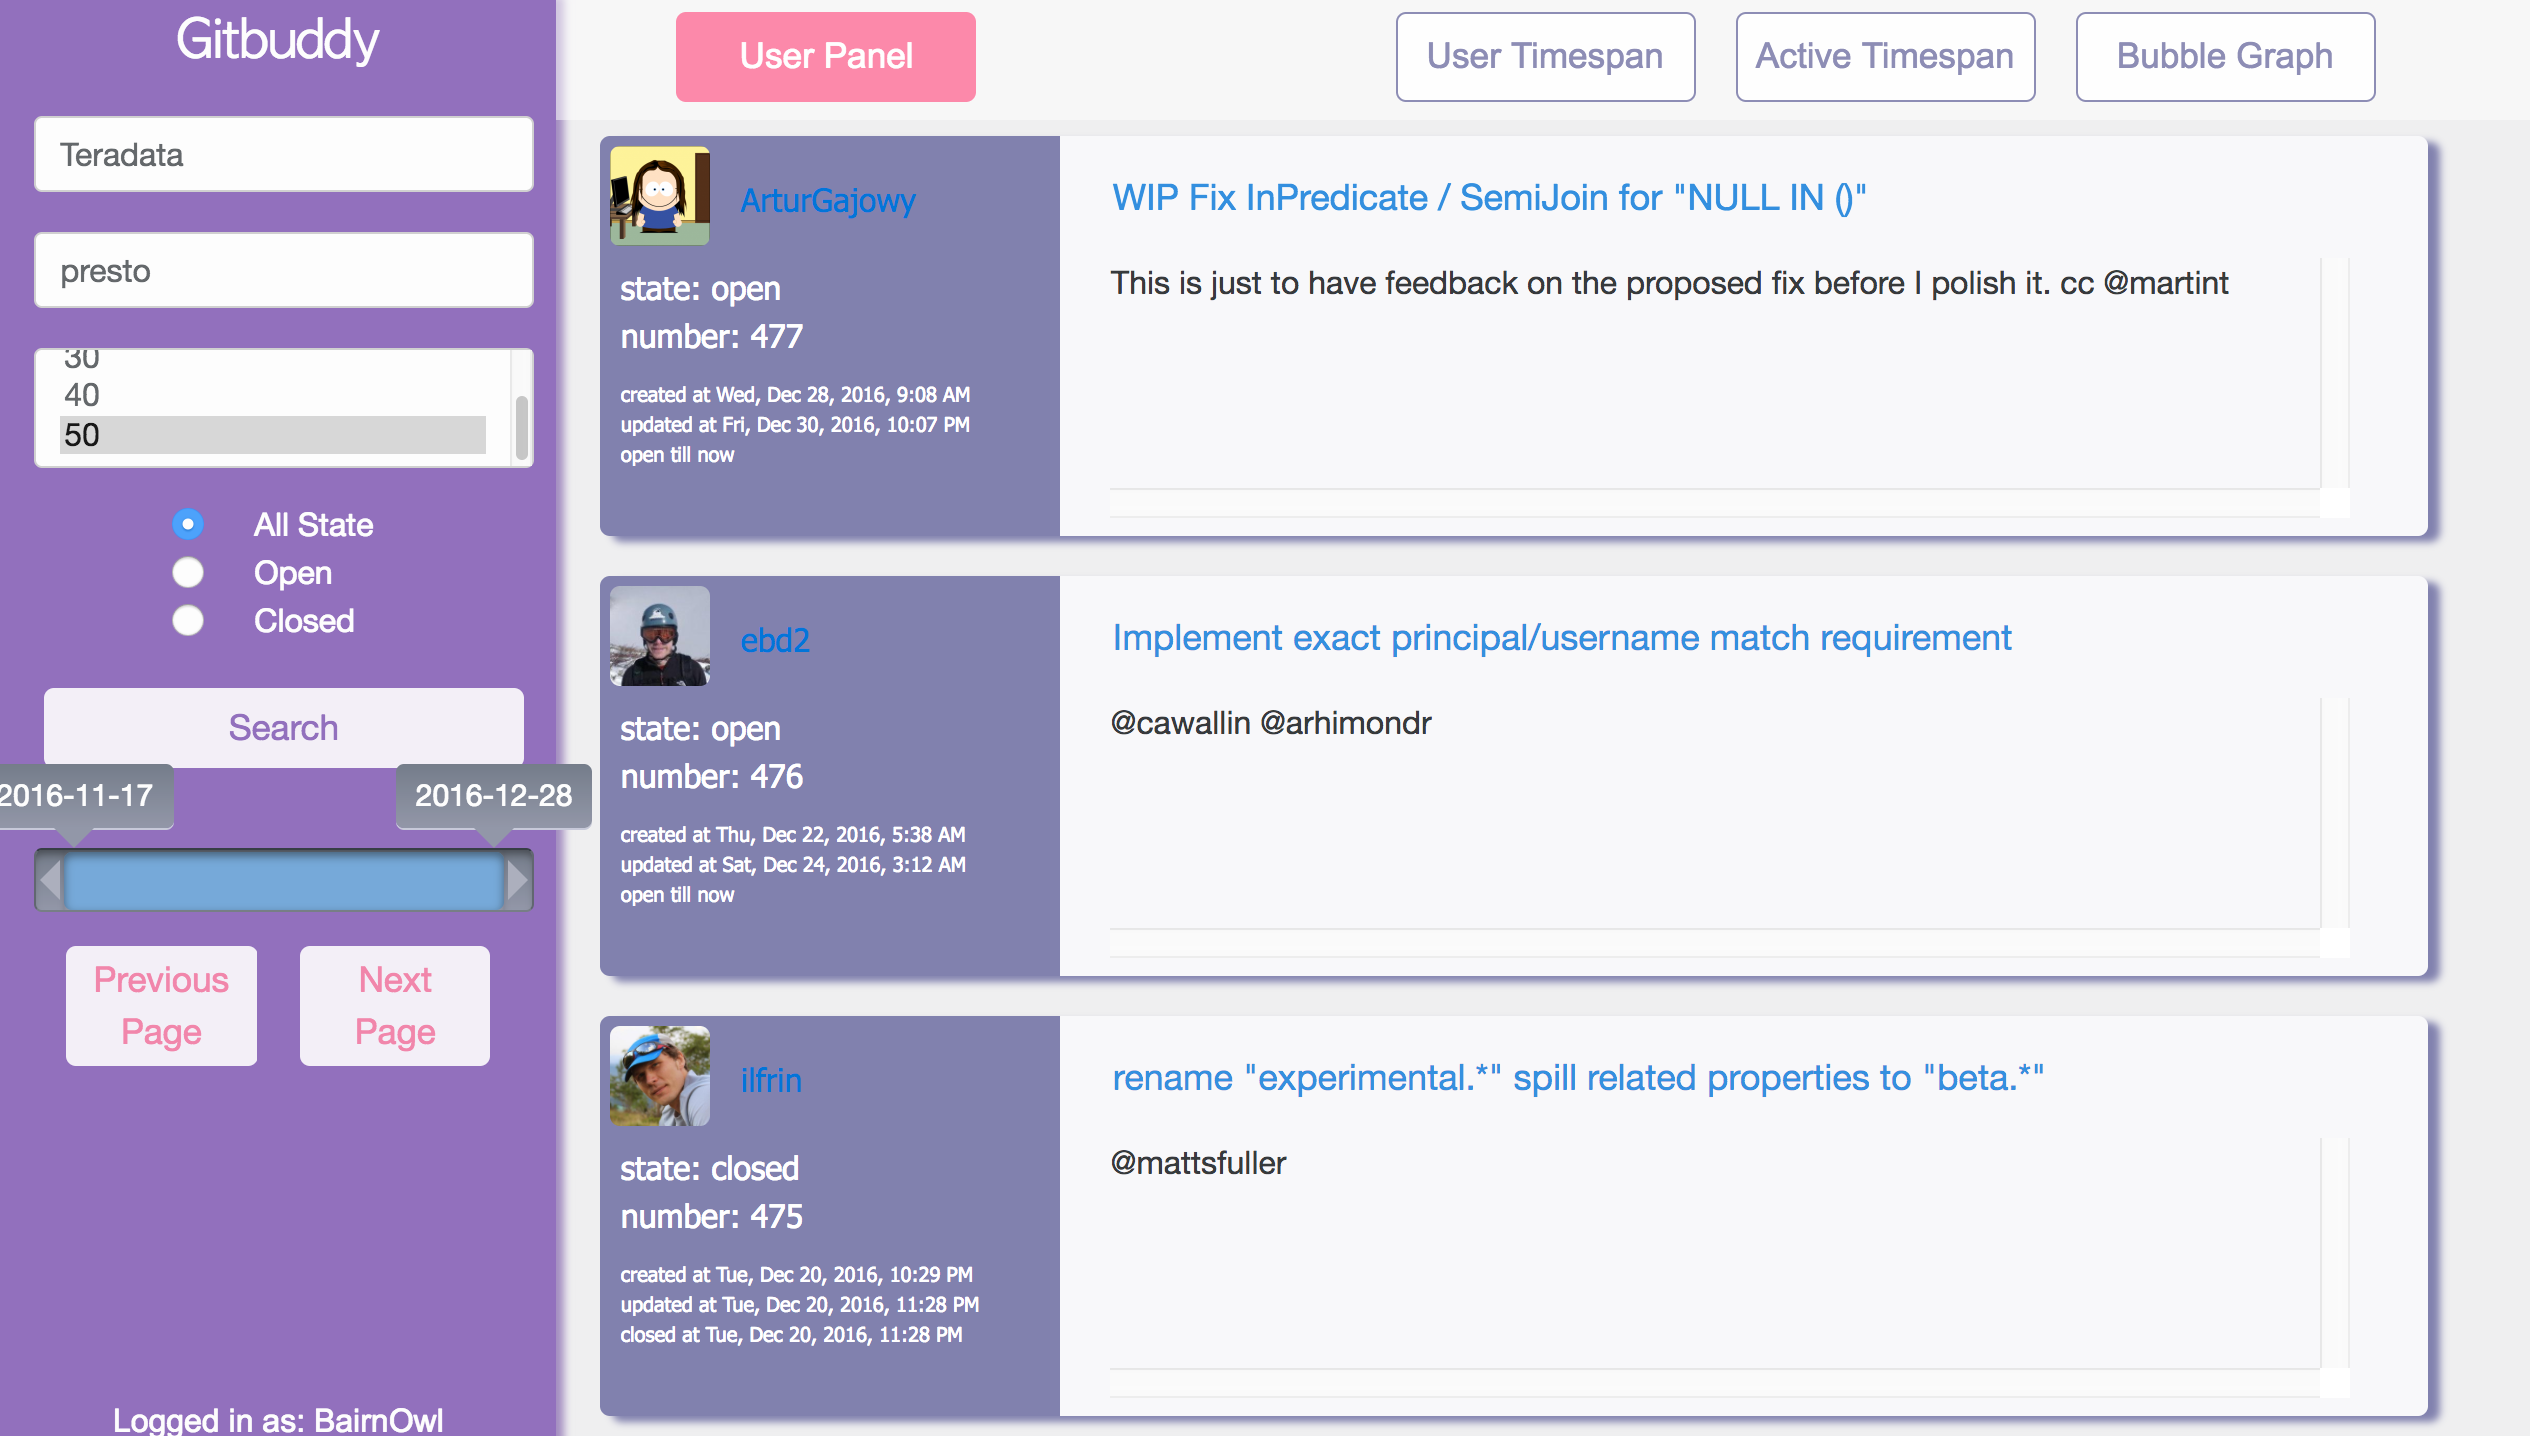 Gitbuddy
Teradata
presto
30
40
50
All State
Open
Closed
Search
2016-11-17
2016-12-28
Previous
Page
Next
Page
Logged in as: BairnOwl
User Panel
User Timespan
Active Timespan
Bubble Graph
ArturGajowy
state: open
number: 477
created at Wed, Dec 28, 2016, 9:08 AM
updated at Fri, Dec 30, 2016, 10:07 PM
open till now
WIP Fix InPredicate / SemiJoin for "NULL IN ()"
This is just to have feedback on the proposed fix before I polish it. cc @martint
ebd2
state: open
number: 476
created at Thu, Dec 22, 2016, 5:38 AM
updated at Sat, Dec 24, 2016, 3:12 AM
open till now
Implement exact principal/username match requirement
@cawallin @arhimondr
ilfrin
state: closed
number: 475
created at Tue, Dec 20, 2016, 10:29 PM
updated at Tue, Dec 20, 2016, 11:28 PM
closed at Tue, Dec 20, 2016, 11:28 PM
rename "experimental.*" spill related properties to "beta.*"
@mattsfuller